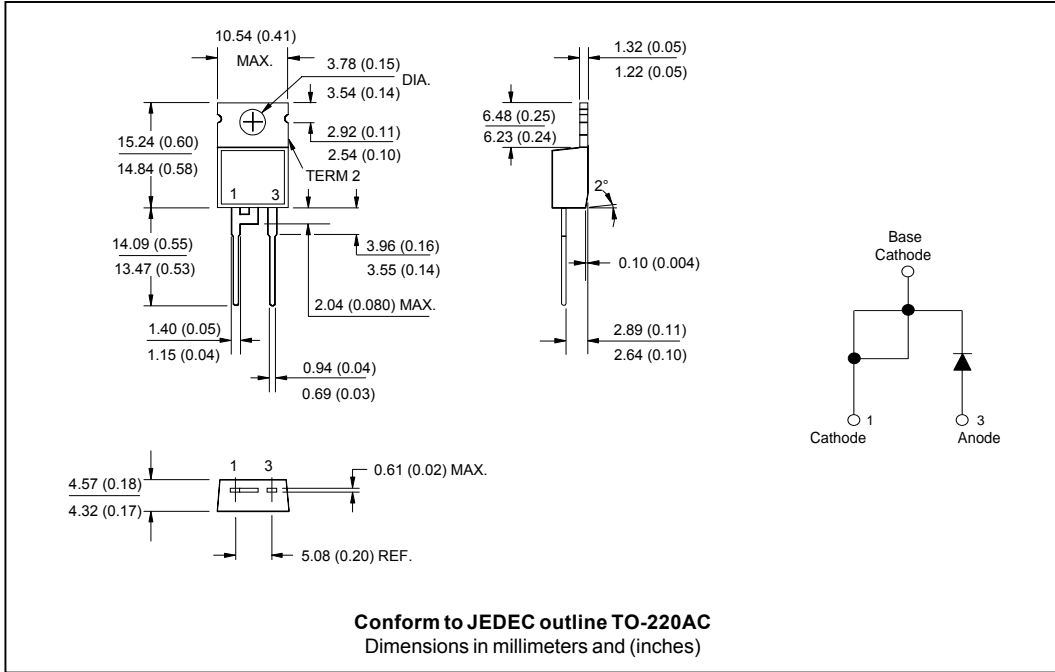 10.54 (0.41)
MAX.
3.78 (0.15)
3.54 (0.14)
DIA.
2.92 (0.11)
2.54 (0.10)
TERM 2
15.24 (0.60)
14.84 (0.58)
1 3
14.09 (0.55)
13.47 (0.53)
3.96 (0.16)
3.55 (0.14)
2.04 (0.080) MAX.
1.40 (0.05)
1.15 (0.04)
0.94 (0.04)
0.69 (0.03)
1.32 (0.05)
1.22 (0.05)
6.48 (0.25)
6.23 (0.24)
2°
0.10 (0.004)
2.89 (0.11)
2.64 (0.10)
Base
Cathode
1
Cathode
3
Anode
1 3
4.57 (0.18)
4.32 (0.17)
0.61 (0.02) MAX.
5.08 (0.20) REF.
Conform to JEDEC outline TO-220AC
Dimensions in millimeters and (inches)